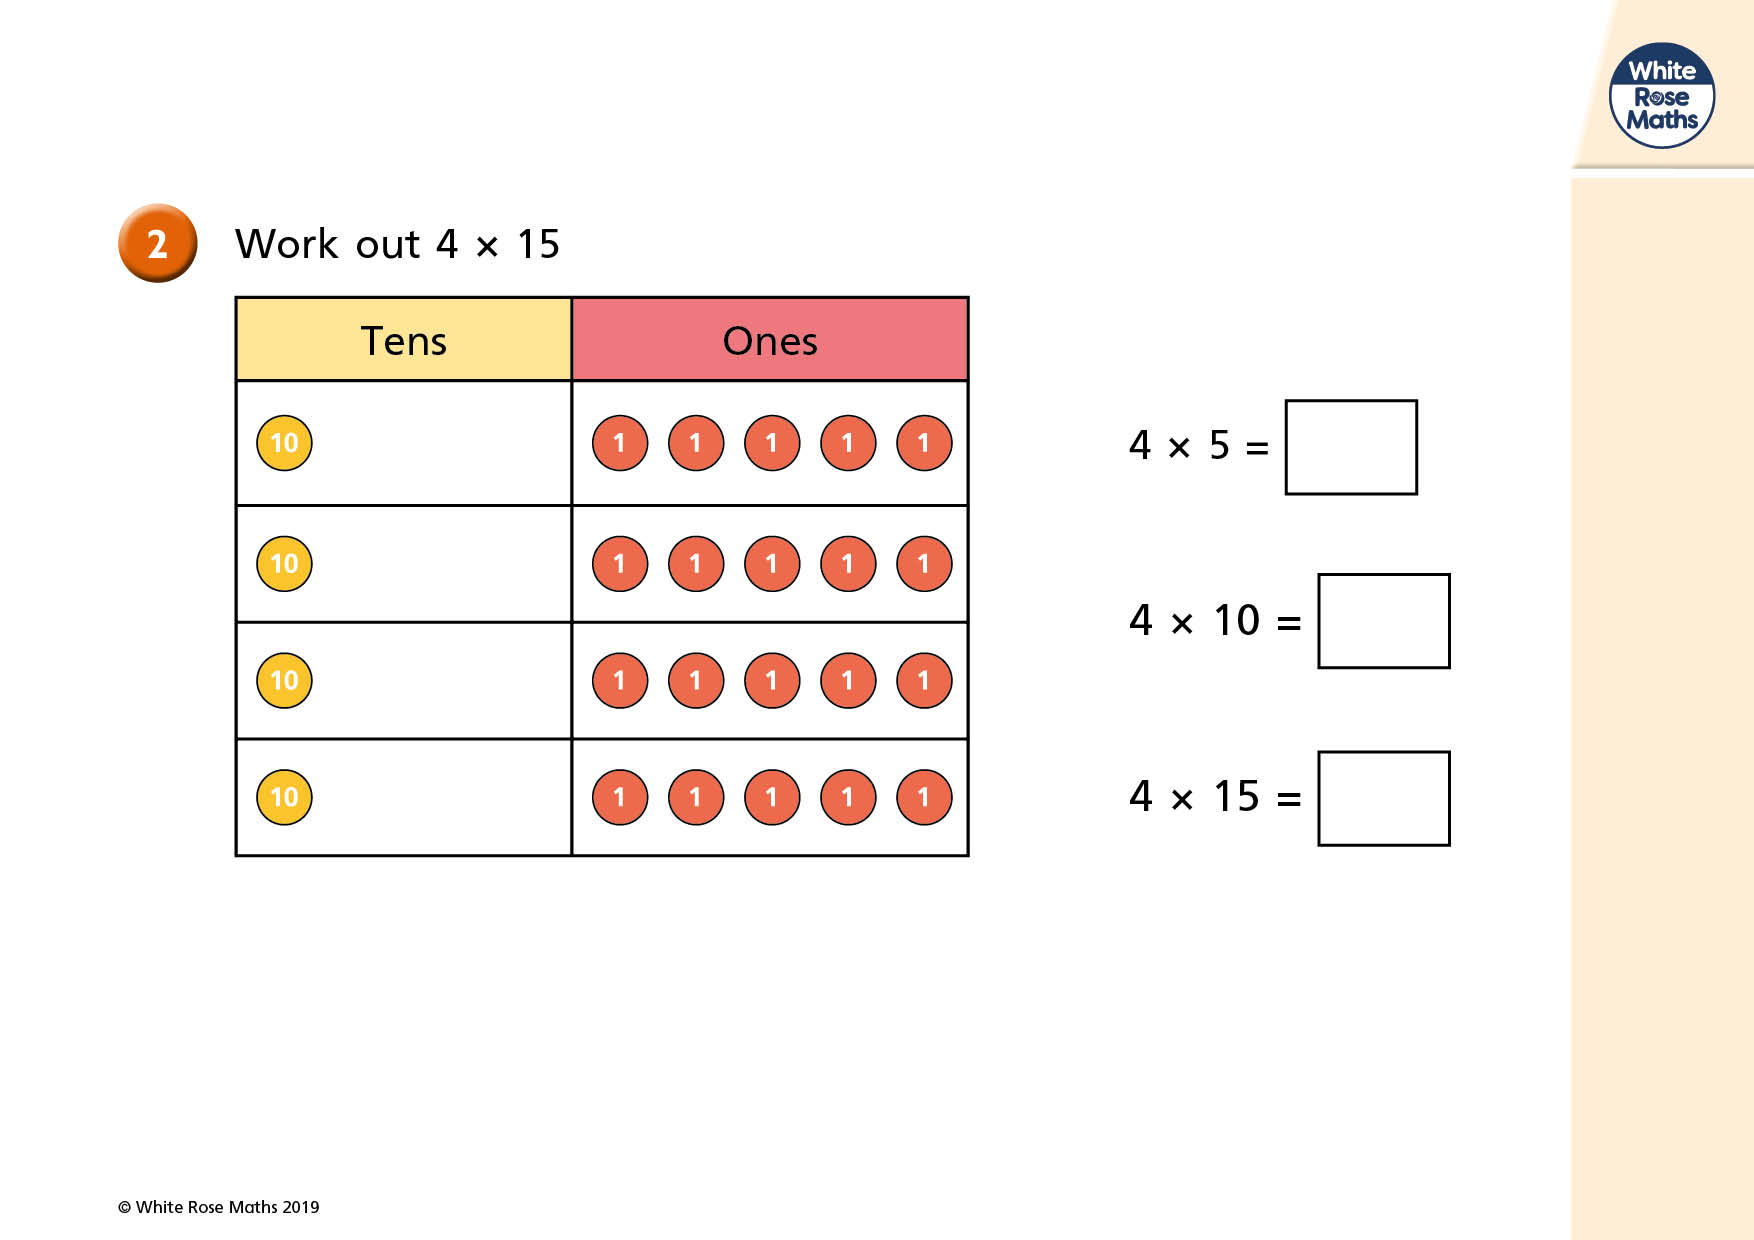 White
Rose
Maths
2 Work out 4 × 15
Tens Ones
10 1 1 1 1 1
10 1 1 1 1 1
10 1 1 1 1 1
10 1 1 1 1 1
4 × 5 =
4 × 10 =
4 × 15 =
© White Rose Maths 2019